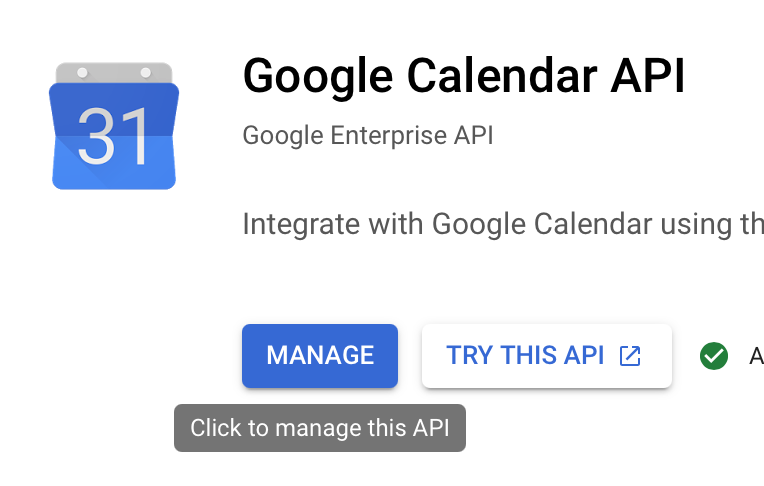 31
Google Calendar API
Google Enterprise API
Integrate with Google Calendar using th
MANAGE
TRY THIS API
A
Click to manage this API